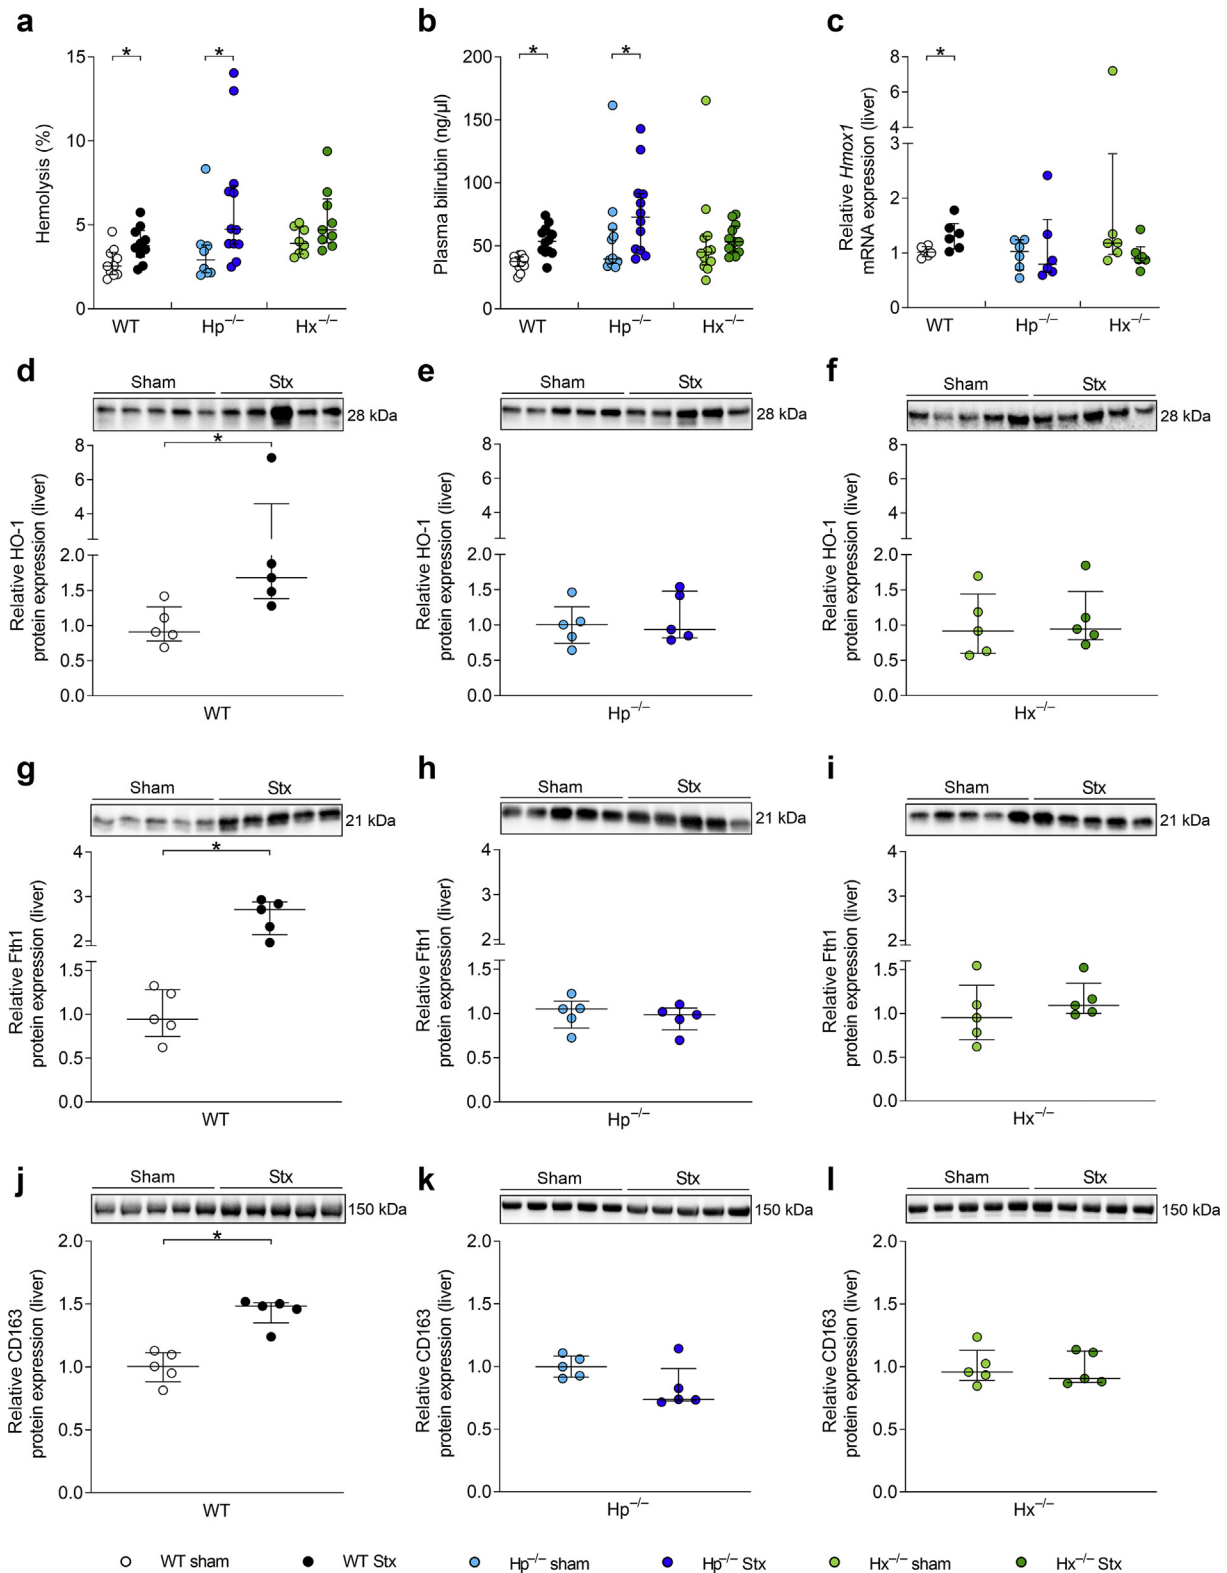 a
b
c
Hemolysis (%)
15
10
5
0
*
*
WT
Hp⁻/⁻
Hx⁻/⁻
Plasma bilirubin (ng/µl)
200
150
100
50
0
*
*
WT
Hp⁻/⁻
Hx⁻/⁻
Relative Hmox1
mRNA expression (liver)
8
6
4
3
2
1
0
*
WT
Hp⁻/⁻
Hx⁻/⁻
d
Sham Stx
28 kDa
*
Relative HO-1
protein expression (liver)
8
6
4
2.0
1.5
1.0
0.5
0.0
WT
e
Sham Stx
28 kDa
Relative HO-1
protein expression (liver)
8
6
4
2.0
1.5
1.0
0.5
0.0
Hp⁻/⁻
f
Sham Stx
28 kDa
Relative HO-1
protein expression (liver)
8
6
4
2.0
1.5
1.0
0.5
0.0
Hx⁻/⁻
g
Sham Stx
21 kDa
*
Relative Fth1
protein expression (liver)
4
3
2
1.5
1.0
0.5
0.0
WT
h
Sham Stx
21 kDa
Relative Fth1
protein expression (liver)
4
3
2
1.5
1.0
0.5
0.0
Hp⁻/⁻
i
Sham Stx
21 kDa
Relative Fth1
protein expression (liver)
4
3
2
1.5
1.0
0.5
0.0
Hx⁻/⁻
j
Sham Stx
150 kDa
*
Relative CD163
protein expression (liver)
2.0
1.5
1.0
0.5
0.0
WT
k
Sham Stx
150 kDa
Relative CD163
protein expression (liver)
2.0
1.5
1.0
0.5
0.0
Hp⁻/⁻
l
Sham Stx
150 kDa
Relative CD163
protein expression (liver)
2.0
1.5
1.0
0.5
0.0
Hx⁻/⁻
WT sham WT Stx Hp⁻/⁻ sham Hp⁻/⁻ Stx Hx⁻/⁻ sham Hx⁻/⁻ Stx